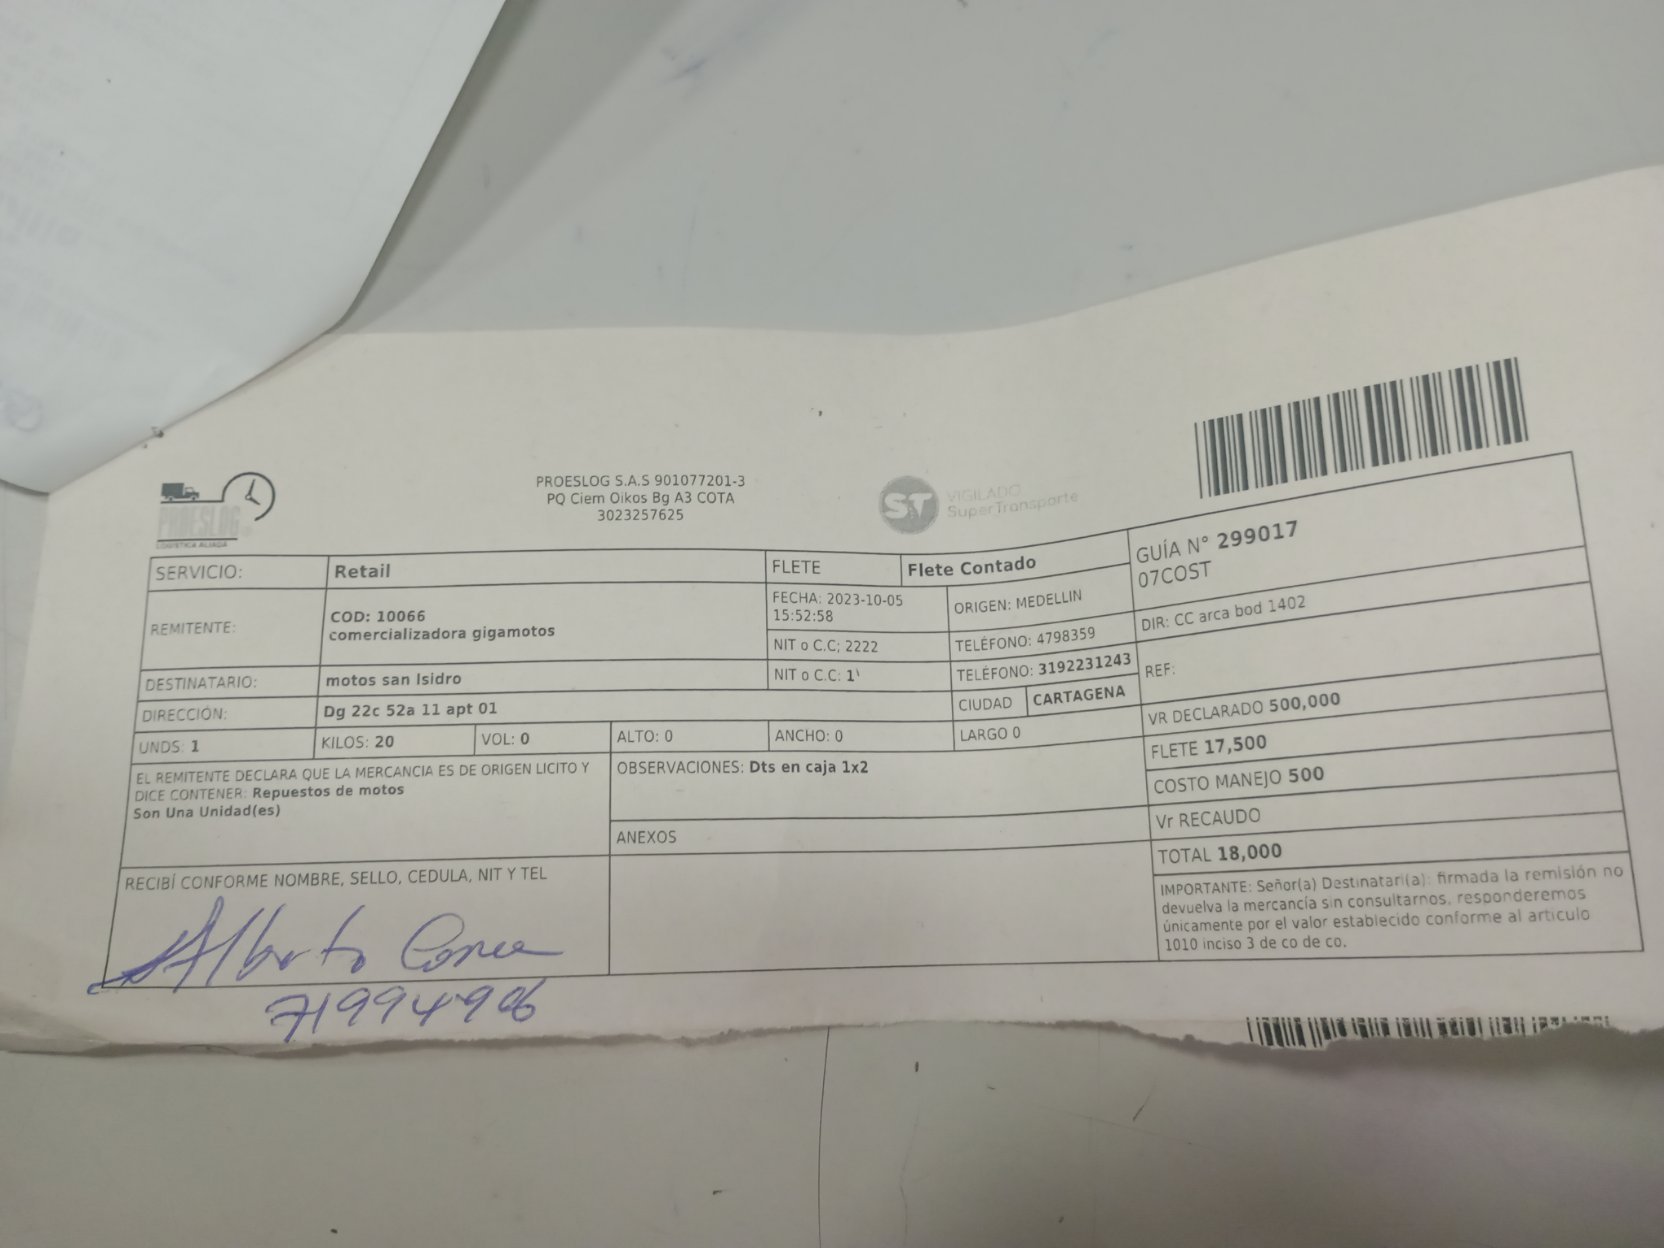 PROESLOG
LOGISTICA ALIADA
PROESLOG S.A.S 901077201-3
PQ Ciem Oikos Bg A3 COTA
3023257625
ST VIGILADO
SuperTransporte
SERVICIO: Retail
FLETE Flete Contado
GUÍA N° 299017
07COST
REMITENTE: COD: 10066
comercializadora gigamotos
FECHA: 2023-10-05
15:52:58
ORIGEN: MEDELLIN
DIR: CC arca bod 1402
NIT o C.C; 2222
TELÉFONO: 4798359
DESTINATARIO: motos san Isidro
NIT o C.C: 1
TELÉFONO: 3192231243
REF:
DIRECCIÓN: Dg 22c 52a 11 apt 01
CIUDAD CARTAGENA
VR DECLARADO 500,000
UNDS: 1
KILOS: 20
VOL: 0
ALTO: 0
ANCHO: 0
LARGO 0
FLETE 17,500
EL REMITENTE DECLARA QUE LA MERCANCIA ES DE ORIGEN LICITO Y
DICE CONTENER: Repuestos de motos
Son Una Unidad(es)
OBSERVACIONES: Dts en caja 1x2
COSTO MANEJO 500
Vr RECAUDO
ANEXOS
TOTAL 18,000
RECIBÍ CONFORME NOMBRE, SELLO, CEDULA, NIT Y TEL
IMPORTANTE: Señor(a) Destinatari(a): firmada la remisión no
devuelva la mercancía sin consultarnos, responderemos
únicamente por el valor establecido conforme al articulo
1010 inciso 3 de co de co.
Alberto